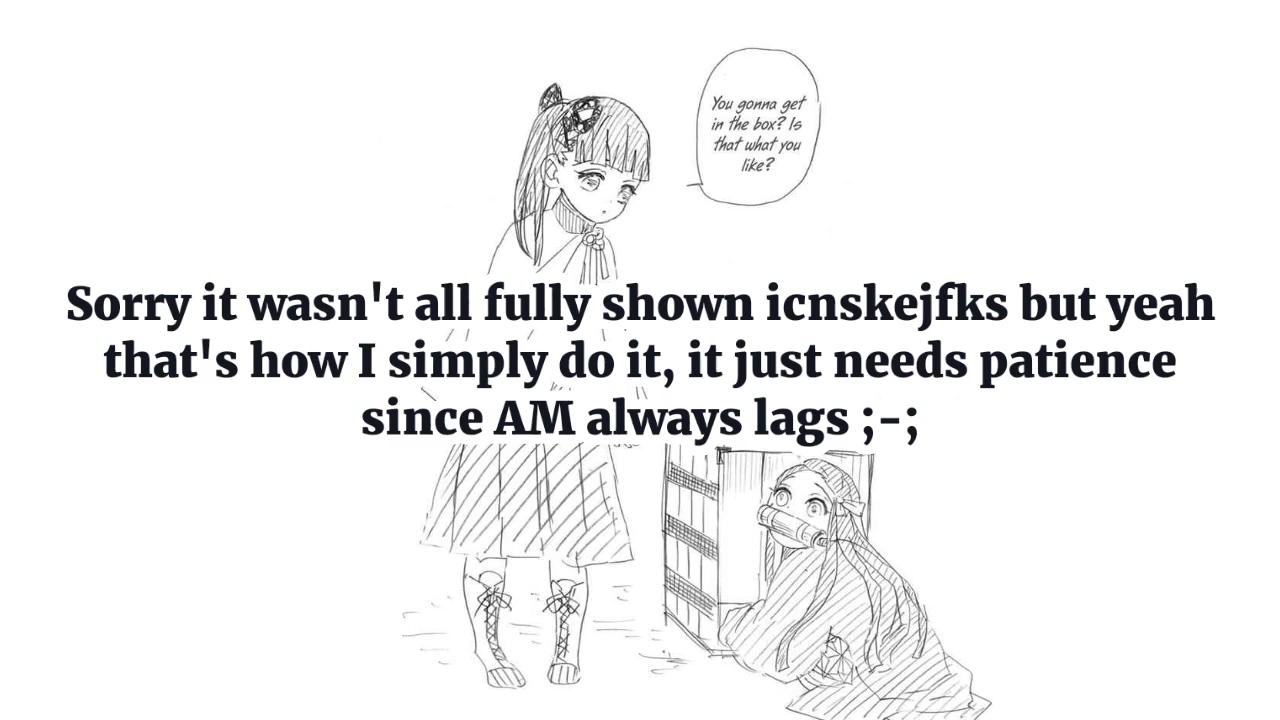 You gonna get
in the box? Is
that what you
like?
Sorry it wasn't all fully shown icnskejfks but yeah
that's how I simply do it, it just needs patience
since AM always lags ;-;